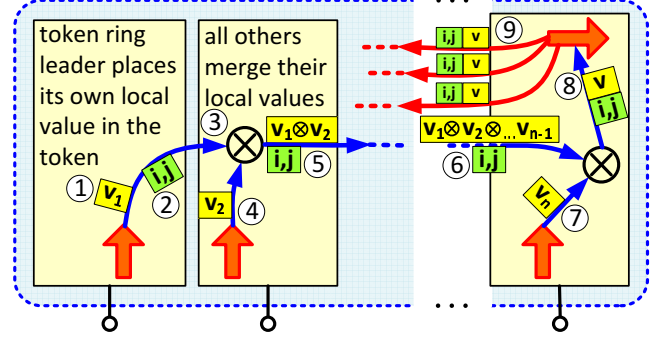 token ring
leader places
its own local
value in the
token
① v₁
② i,j
all others
merge their
local values
③
v₁⊗v₂
i,j ⑤
v₂ ④
...
i,j v ⑨
i,j v
i,j v
v₁⊗v₂⊗...vₙ₋₁
⑥ i,j
⑧ v
i,j
vₙ ⑦
...